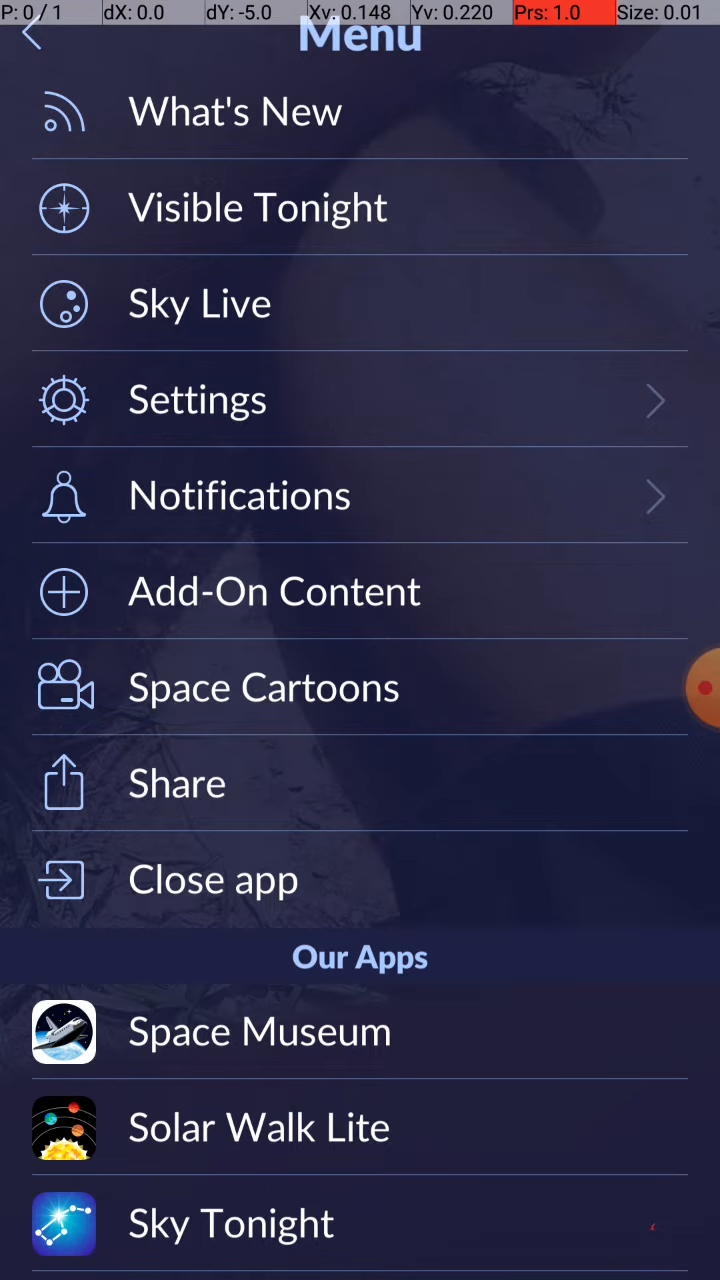 P: 0 / 1 dX: 0.0 dY: -5.0 Xv: 0.148 Yv: 0.220 Prs: 1.0 Size: 0.01
Menu
What's New
Visible Tonight
Sky Live
Settings
Notifications
Add-On Content
Space Cartoons
Share
Close app
Our Apps
Space Museum
Solar Walk Lite
Sky Tonight